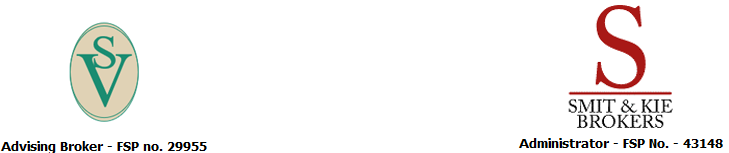 SV
Advising Broker - FSP no. 29955
S
SMIT & KIE
BROKERS
Administrator - FSP No. - 43148